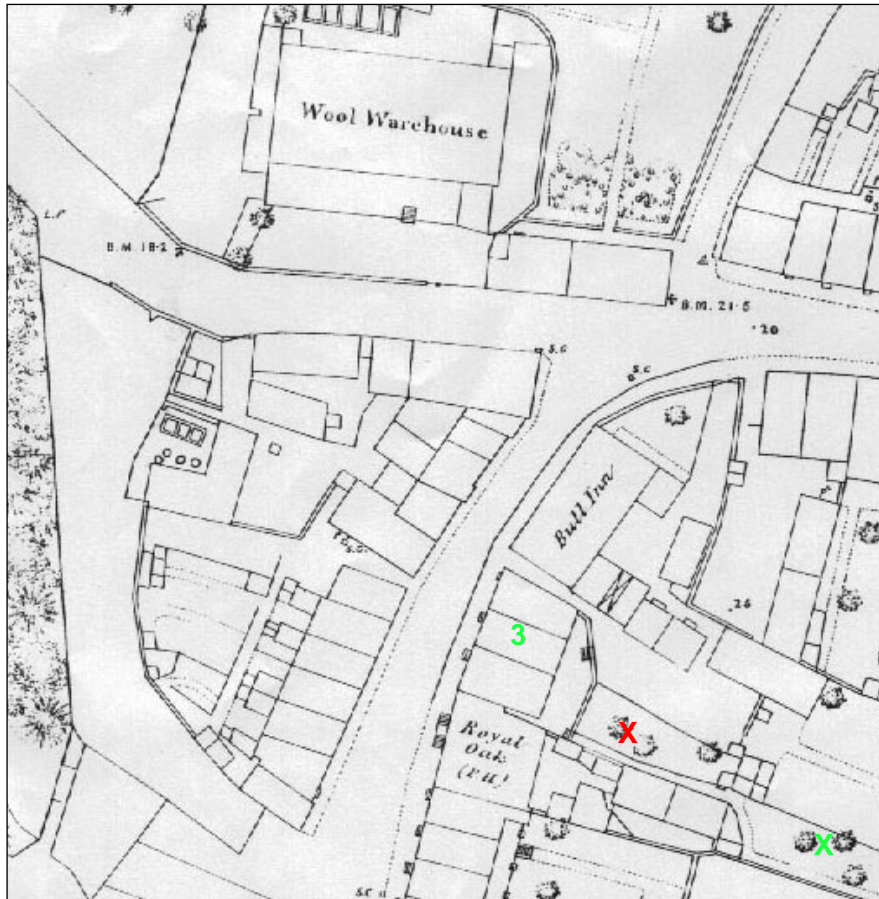 Wool Warehouse
L.P
B.M. 18·2
B.M. 21·5
20
S.C
S.C
Bull Inn
S.C.
26
3
X
Royal
Oak
(P.H)
X
S.C